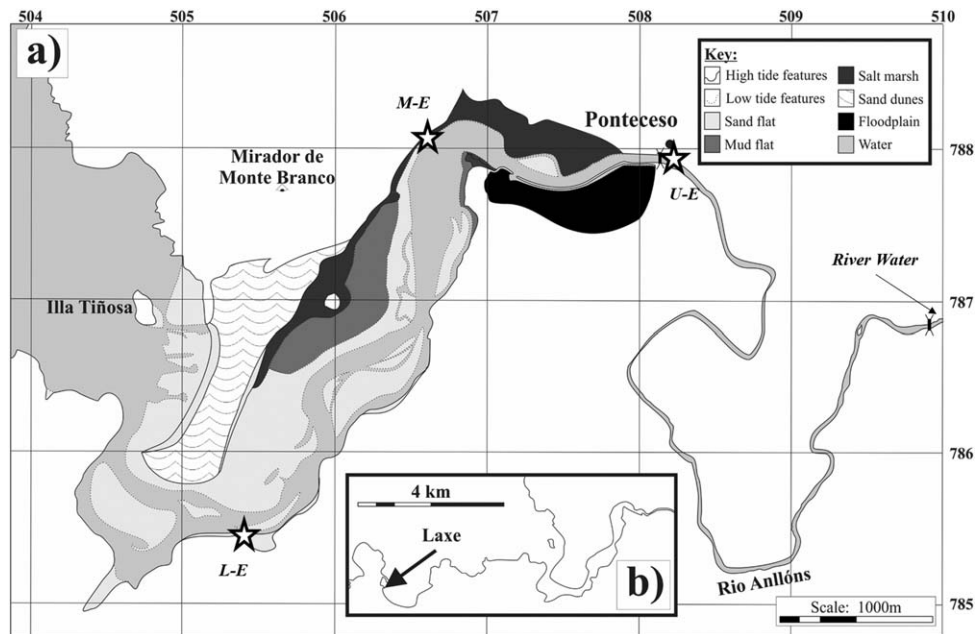 504 505 506 507 508 509 510
a)
Key:
High tide features
Low tide features
Sand flat
Mud flat
Salt marsh
Sand dunes
Floodplain
Water
M-E
Ponteceso
788
Mirador de
Monte Branco
U-E
River Water
787
Illa Tiñosa
786
4 km
Laxe
b)
L-E
Rio Anllóns
785
Scale: 1000m